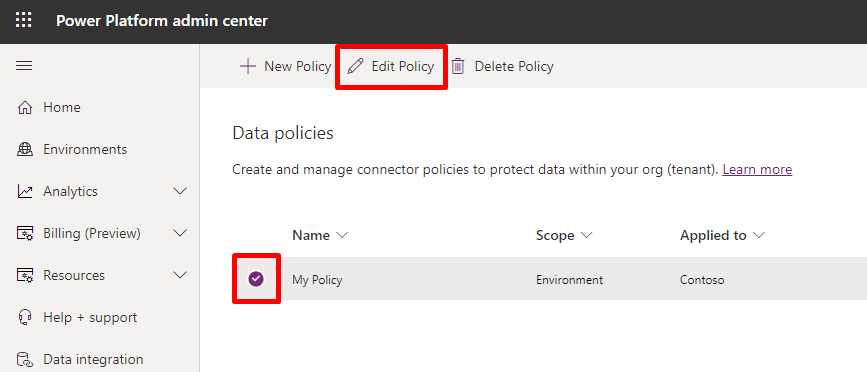 Power Platform admin center
New Policy Edit Policy Delete Policy
Home
Environments
Analytics
Billing (Preview)
Resources
Help + support
Data integration
Data policies
Create and manage connector policies to protect data within your org (tenant). Learn more
Name Scope Applied to
My Policy Environment Contoso